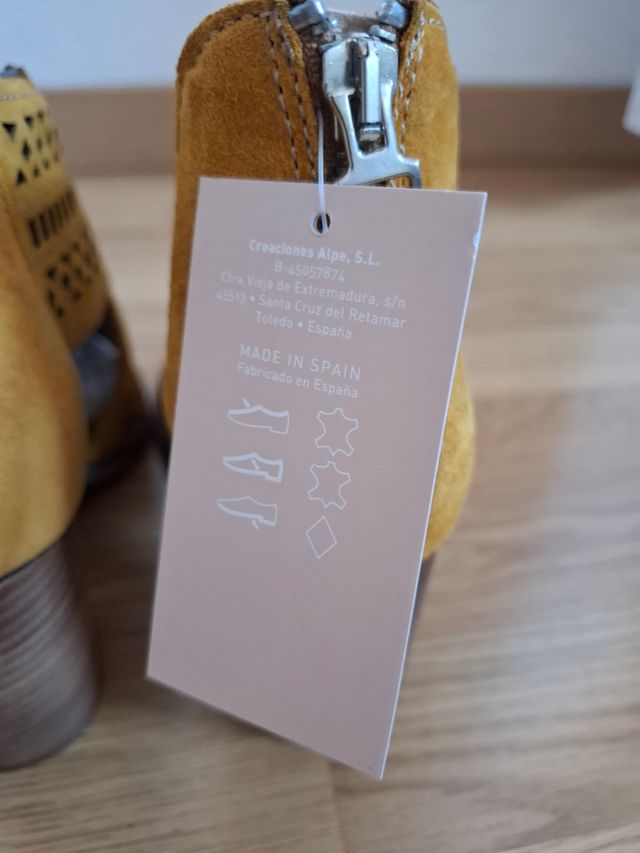 Creaciones Alpe, S.L.
B-45057874
Ctra.Vieja de Extremadura, s/n
45513 • Santa Cruz del Retamar
Toledo • España
MADE IN SPAIN
Fabricado en España